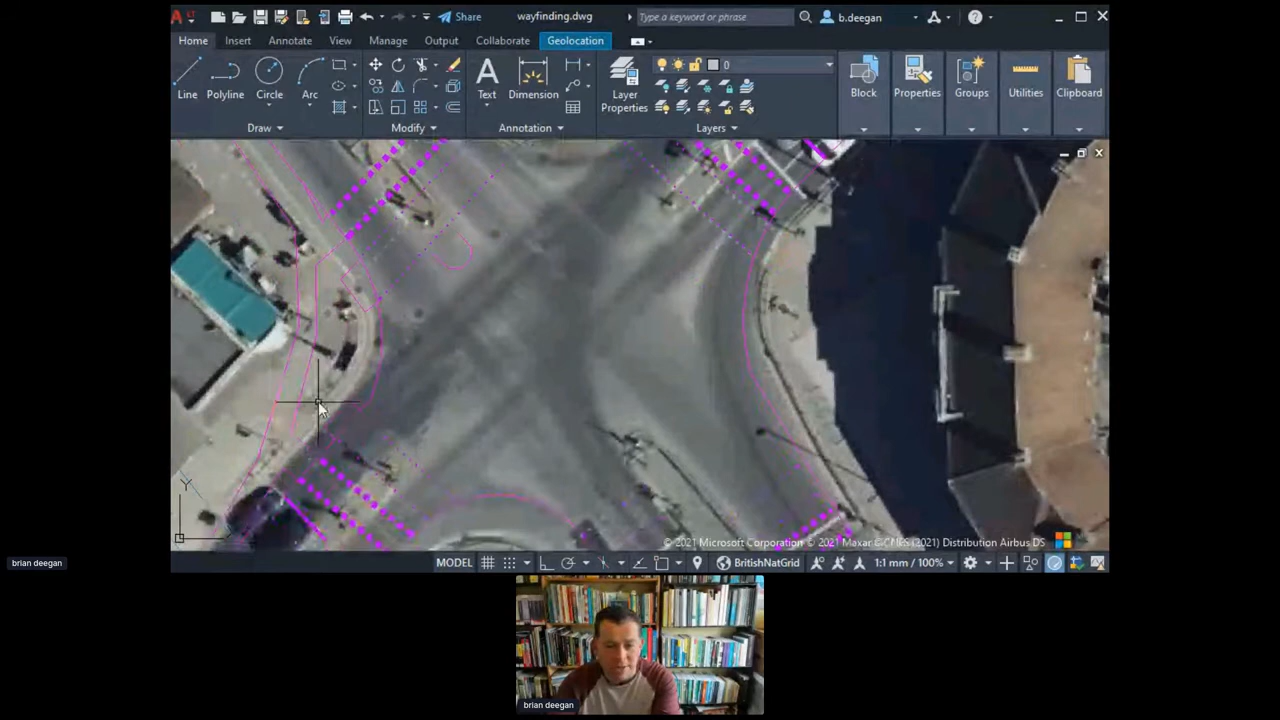 Share
wayfinding.dwg
Type a keyword or phrase
b.deegan
Home Insert Annotate View Manage Output Collaborate Geolocation
Line Polyline Circle Arc
Draw
Modify
Text Dimension
Annotation
Layer
Properties
0
Layers
Block
Properties
Groups
Utilities
Clipboard
Y
© 2021 Microsoft Corporation © 2021 Maxar © CNES (2021) Distribution Airbus DS
MODEL BritishNatGrid 1:1 mm / 100%
brian deegan
brian deegan